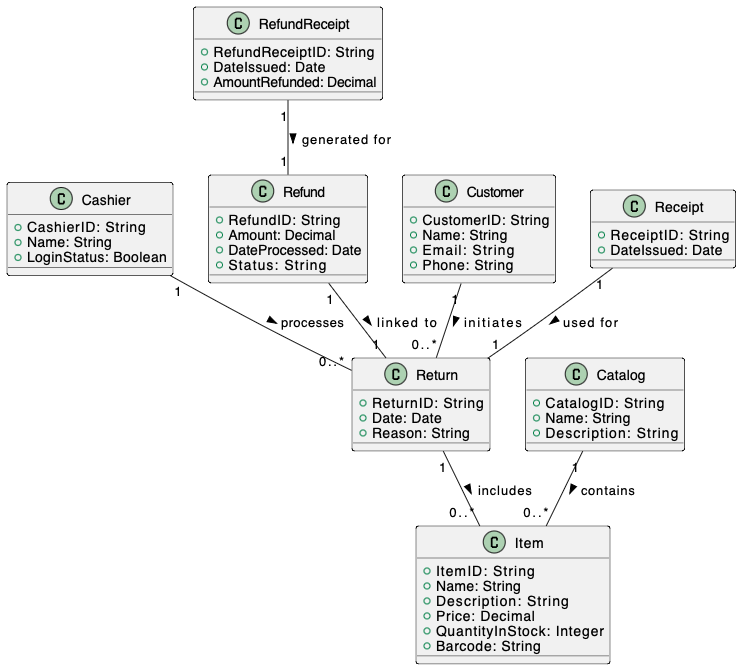 C RefundReceipt
RefundReceiptID: String
DateIssued: Date
AmountRefunded: Decimal
1
generated for
1
C Cashier
CashierID: String
Name: String
LoginStatus: Boolean
C Refund
RefundID: String
Amount: Decimal
DateProcessed: Date
Status: String
C Customer
CustomerID: String
Name: String
Email: String
Phone: String
C Receipt
ReceiptID: String
DateIssued: Date
1
processes
0..*
1
linked to
1
1
initiates
0..*
1
used for
1
C Return
ReturnID: String
Date: Date
Reason: String
C Catalog
CatalogID: String
Name: String
Description: String
1
includes
0..*
1
contains
0..*
C Item
ItemID: String
Name: String
Description: String
Price: Decimal
QuantityInStock: Integer
Barcode: String